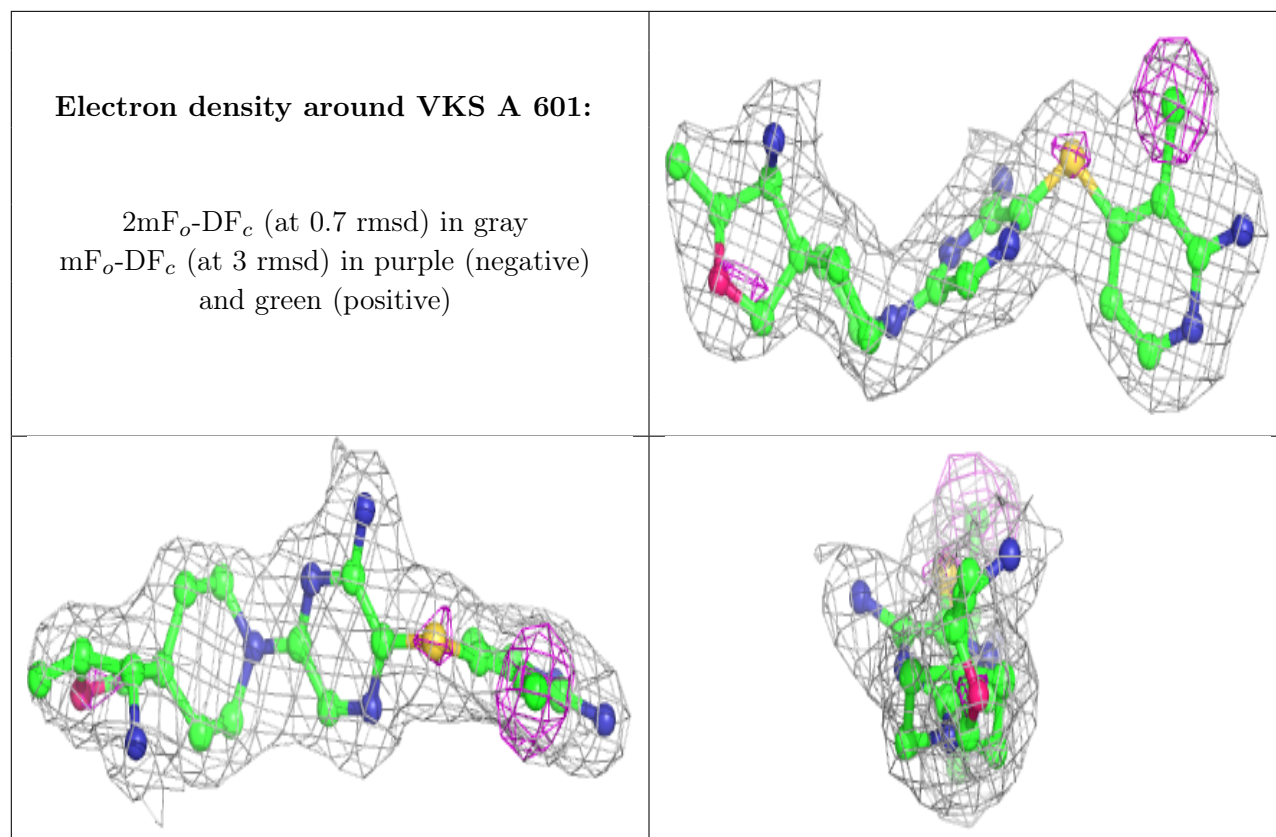 Electron density around VKS A 601:
2mFₒ-DF𝒸 (at 0.7 rmsd) in gray
mFₒ-DF𝒸 (at 3 rmsd) in purple (negative)
and green (positive)